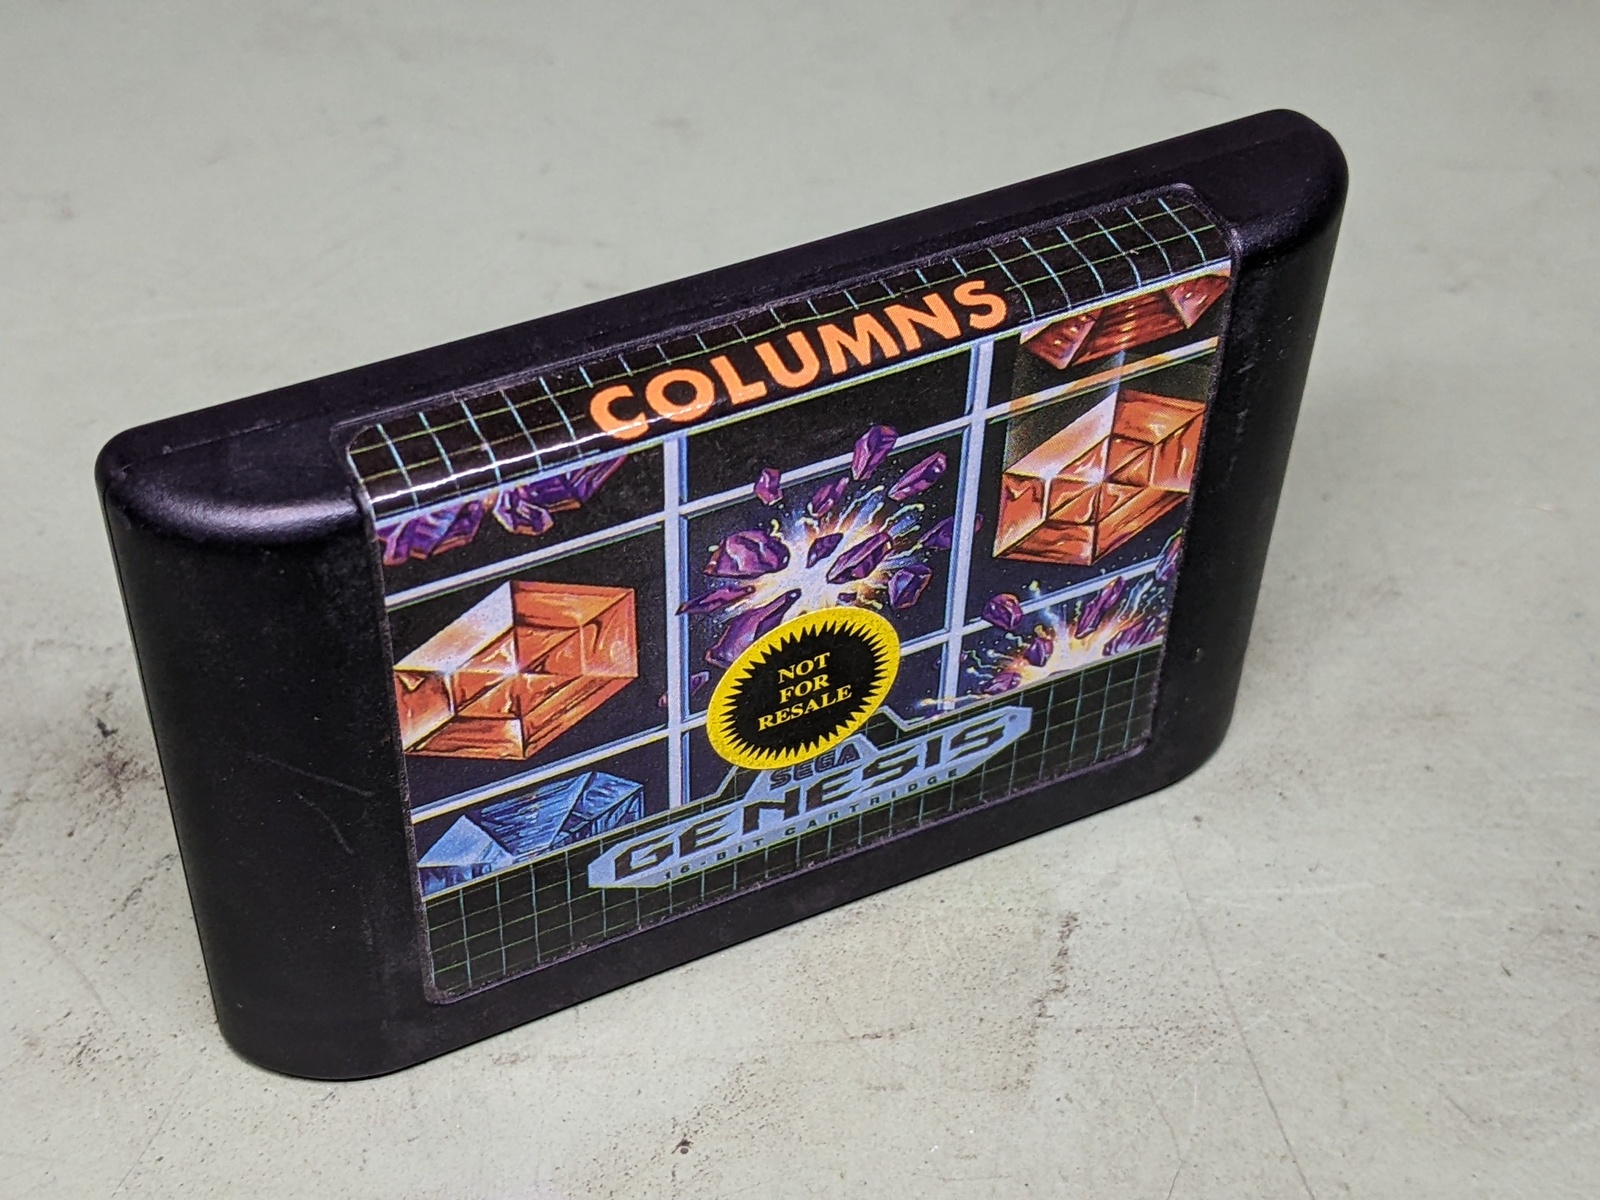 COLUMNS
NOT
FOR
RESALE
SEGA
GENESIS
16-BIT CARTRIDGE